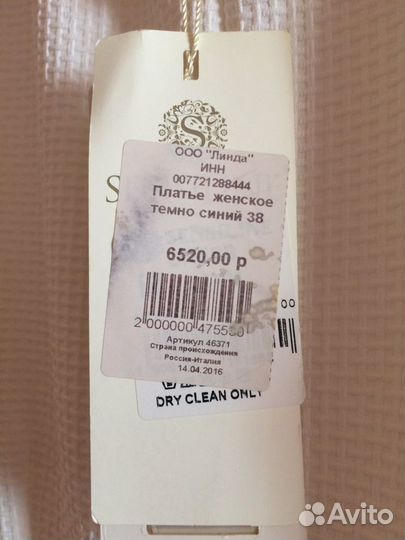 S
S
ООО "Линда"
ИНН
007721288444
Платье женское
темно синий 38
6520,00 р
Артикул 46371
Страна происхождения
Россия-Италия
14.04.2016
00
DRY CLEAN ONLY
Avito